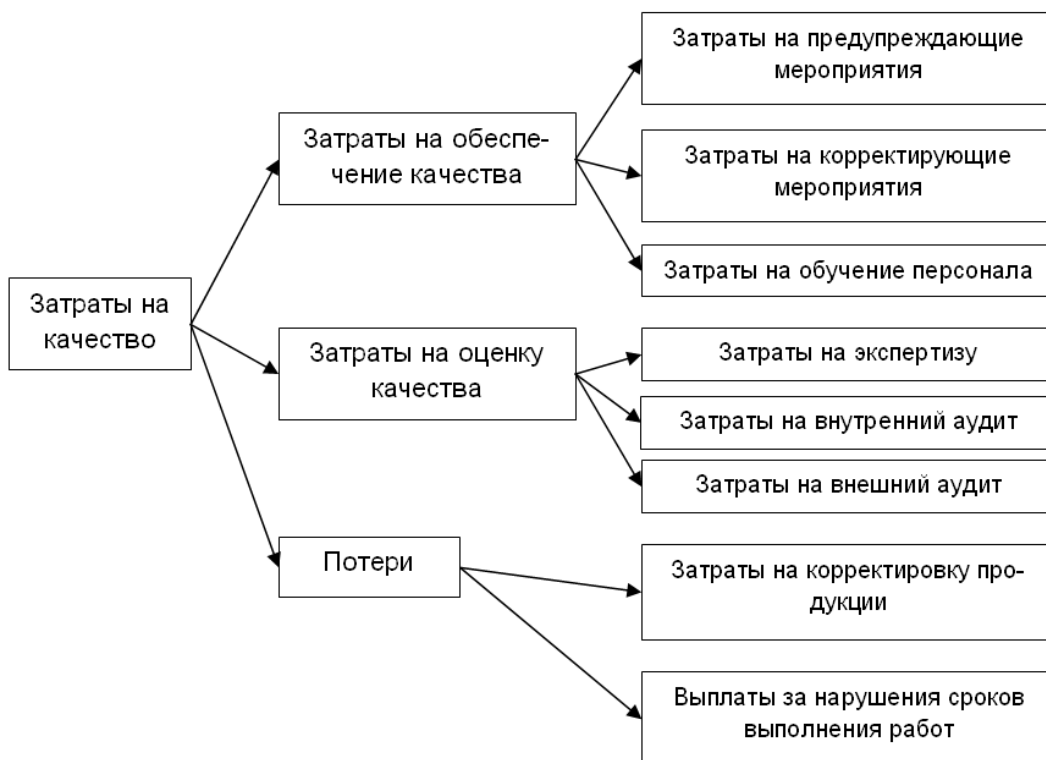 Затраты на
качество
Затраты на обеспе-
чение качества
Затраты на предупреждающие
мероприятия
Затраты на корректирующие
мероприятия
Затраты на обучение персонала
Затраты на оценку
качества
Затраты на экспертизу
Затраты на внутренний аудит
Затраты на внешний аудит
Потери
Затраты на корректировку про-
дукции
Выплаты за нарушения сроков
выполнения работ